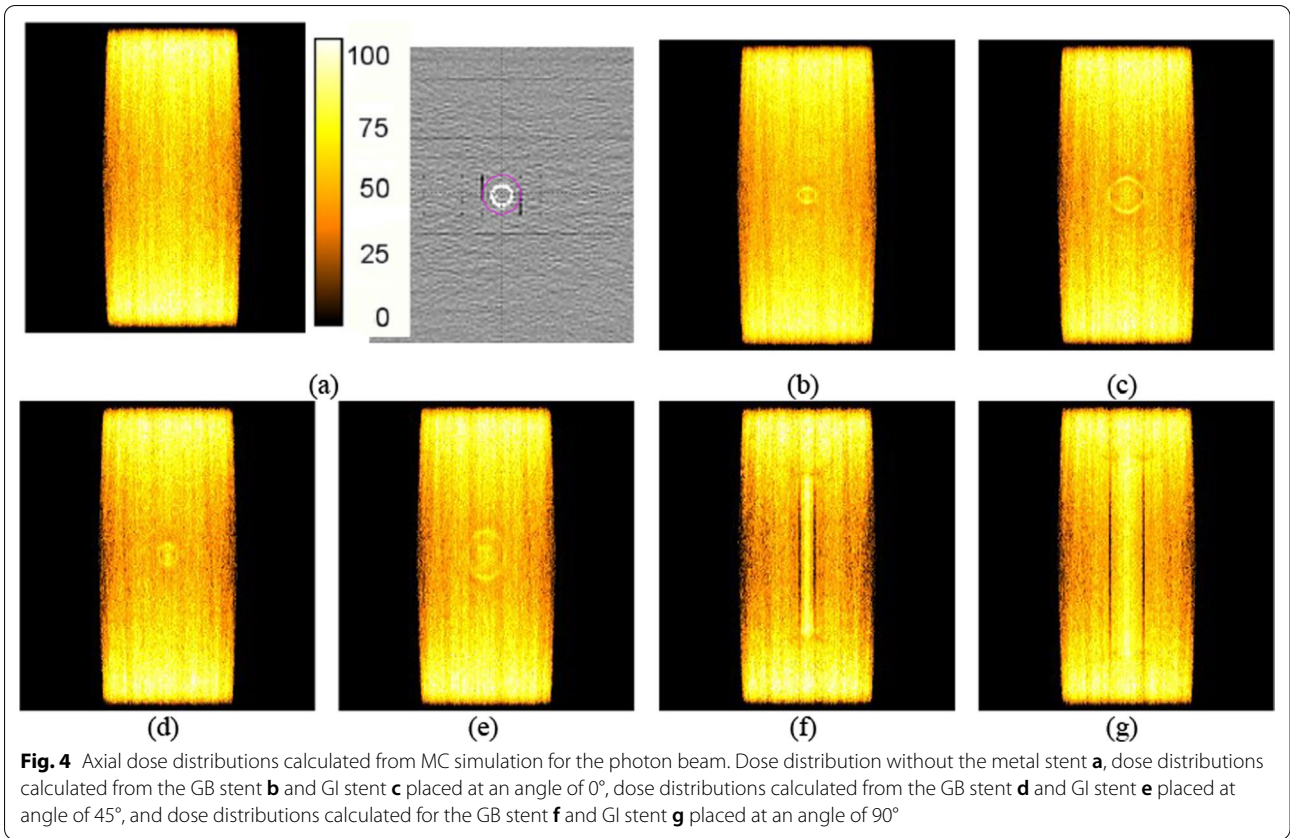 100
75
50
25
0
(a)
(b)
(c)
(d)
(e)
(f)
(g)
Fig. 4 Axial dose distributions calculated from MC simulation for the photon beam. Dose distribution without the metal stent a, dose distributions
calculated from the GB stent b and GI stent c placed at an angle of 0°, dose distributions calculated from the GB stent d and GI stent e placed at
angle of 45°, and dose distributions calculated for the GB stent f and GI stent g placed at an angle of 90°